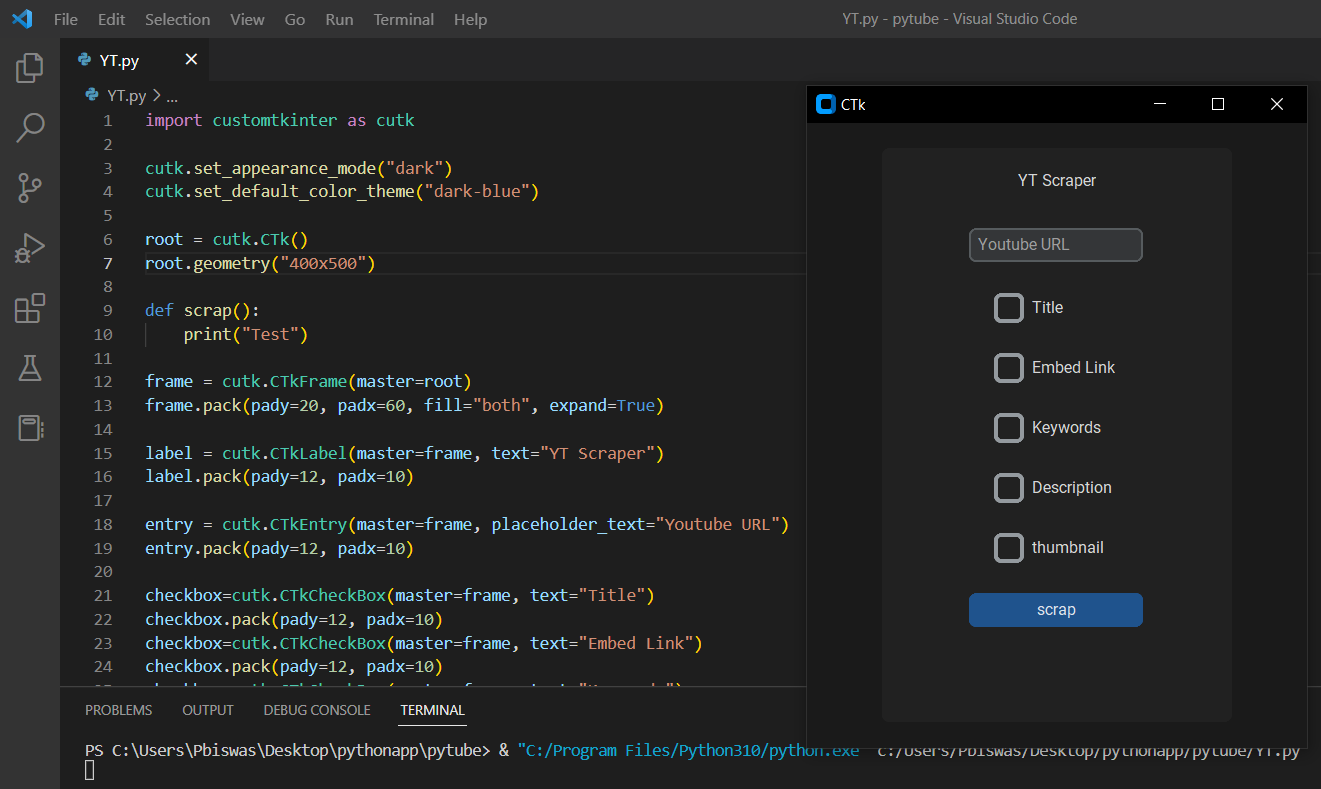 File Edit Selection View Go Run Terminal Help
YT.py - pytube - Visual Studio Code
YT.py
YT.py > ...
1 import customtkinter as cutk
2
3 cutk.set_appearance_mode("dark")
4 cutk.set_default_color_theme("dark-blue")
5
6 root = cutk.CTk()
7 root.geometry("400x500")
8
9 def scrap():
10 print("Test")
11
12 frame = cutk.CTkFrame(master=root)
13 frame.pack(pady=20, padx=60, fill="both", expand=True)
14
15 label = cutk.CTkLabel(master=frame, text="YT Scraper")
16 label.pack(pady=12, padx=10)
17
18 entry = cutk.CTkEntry(master=frame, placeholder_text="Youtube URL")
19 entry.pack(pady=12, padx=10)
20
21 checkbox=cutk.CTkCheckBox(master=frame, text="Title")
22 checkbox.pack(pady=12, padx=10)
23 checkbox=cutk.CTkCheckBox(master=frame, text="Embed Link")
24 checkbox.pack(pady=12, padx=10)
CTk
YT Scraper
Youtube URL
Title
Embed Link
Keywords
Description
thumbnail
scrap
PROBLEMS OUTPUT DEBUG CONSOLE TERMINAL
PS C:\Users\Pbiswas\Desktop\pythonapp\pytube> & "C:/Program Files/Python310/python.exe" c:/Users/Pbiswas/Desktop/pythonapp/pytube/YT.py